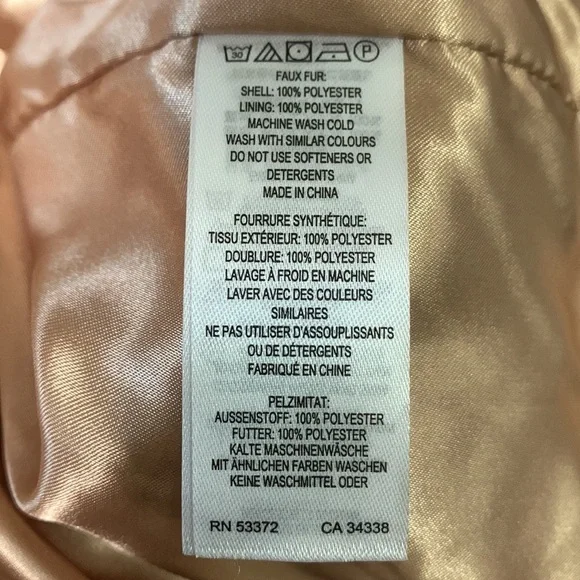 30 P
FAUX FUR:
SHELL: 100% POLYESTER
LINING: 100% POLYESTER
MACHINE WASH COLD
WASH WITH SIMILAR COLOURS
DO NOT USE SOFTENERS OR
DETERGENTS
MADE IN CHINA
FOURRURE SYNTHÉTIQUE:
TISSU EXTÉRIEUR: 100% POLYESTER
DOUBLURE: 100% POLYESTER
LAVAGE À FROID EN MACHINE
LAVER AVEC DES COULEURS
SIMILAIRES
NE PAS UTILISER D'ASSOUPLISSANTS
OU DE DÉTERGENTS
FABRIQUÉ EN CHINE
PELZIMITAT:
AUSSENSTOFF: 100% POLYESTER
FUTTER: 100% POLYESTER
KALTE MASCHINENWÄSCHE
MIT ÄHNLICHEN FARBEN WASCHEN
KEINE WASCHMITTEL ODER
RN 53372 CA 34338